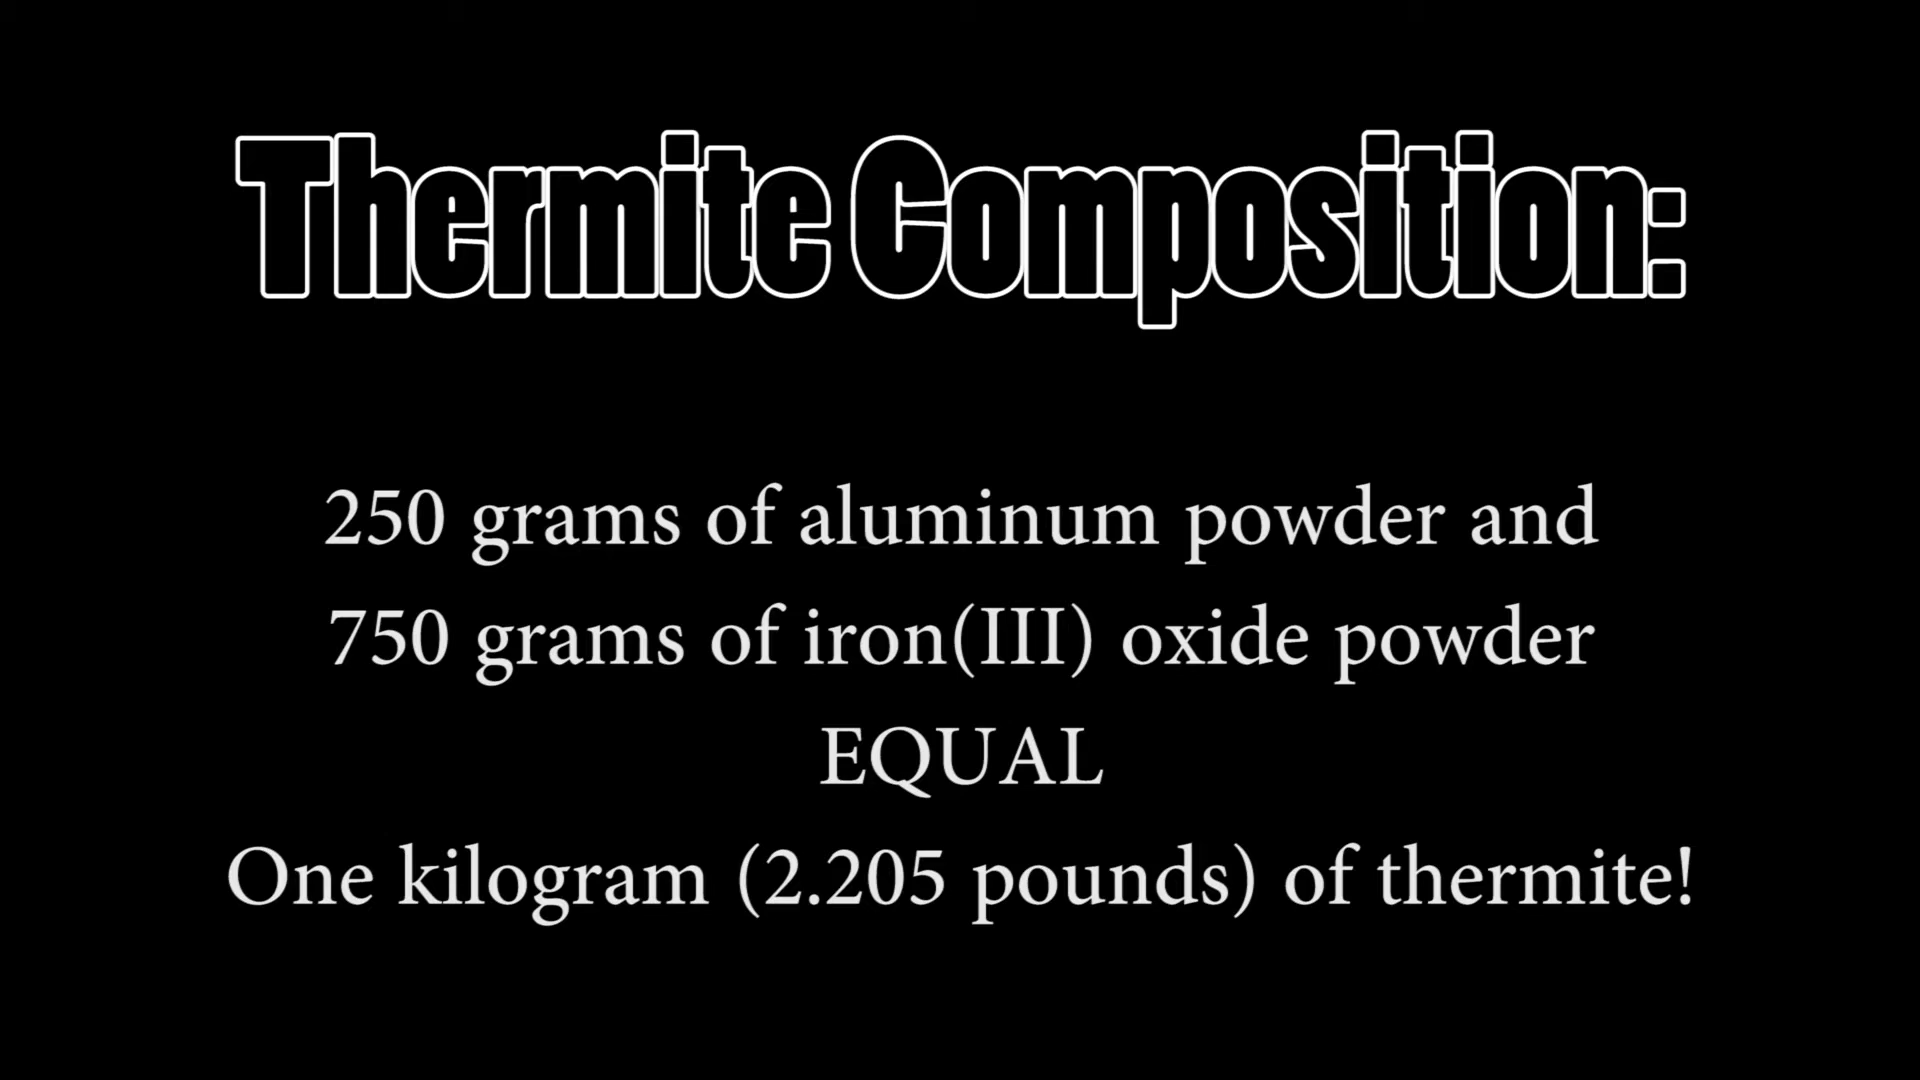 Thermite Composition:
250 grams of aluminum powder and
750 grams of iron(III) oxide powder
EQUAL
One kilogram (2.205 pounds) of thermite!